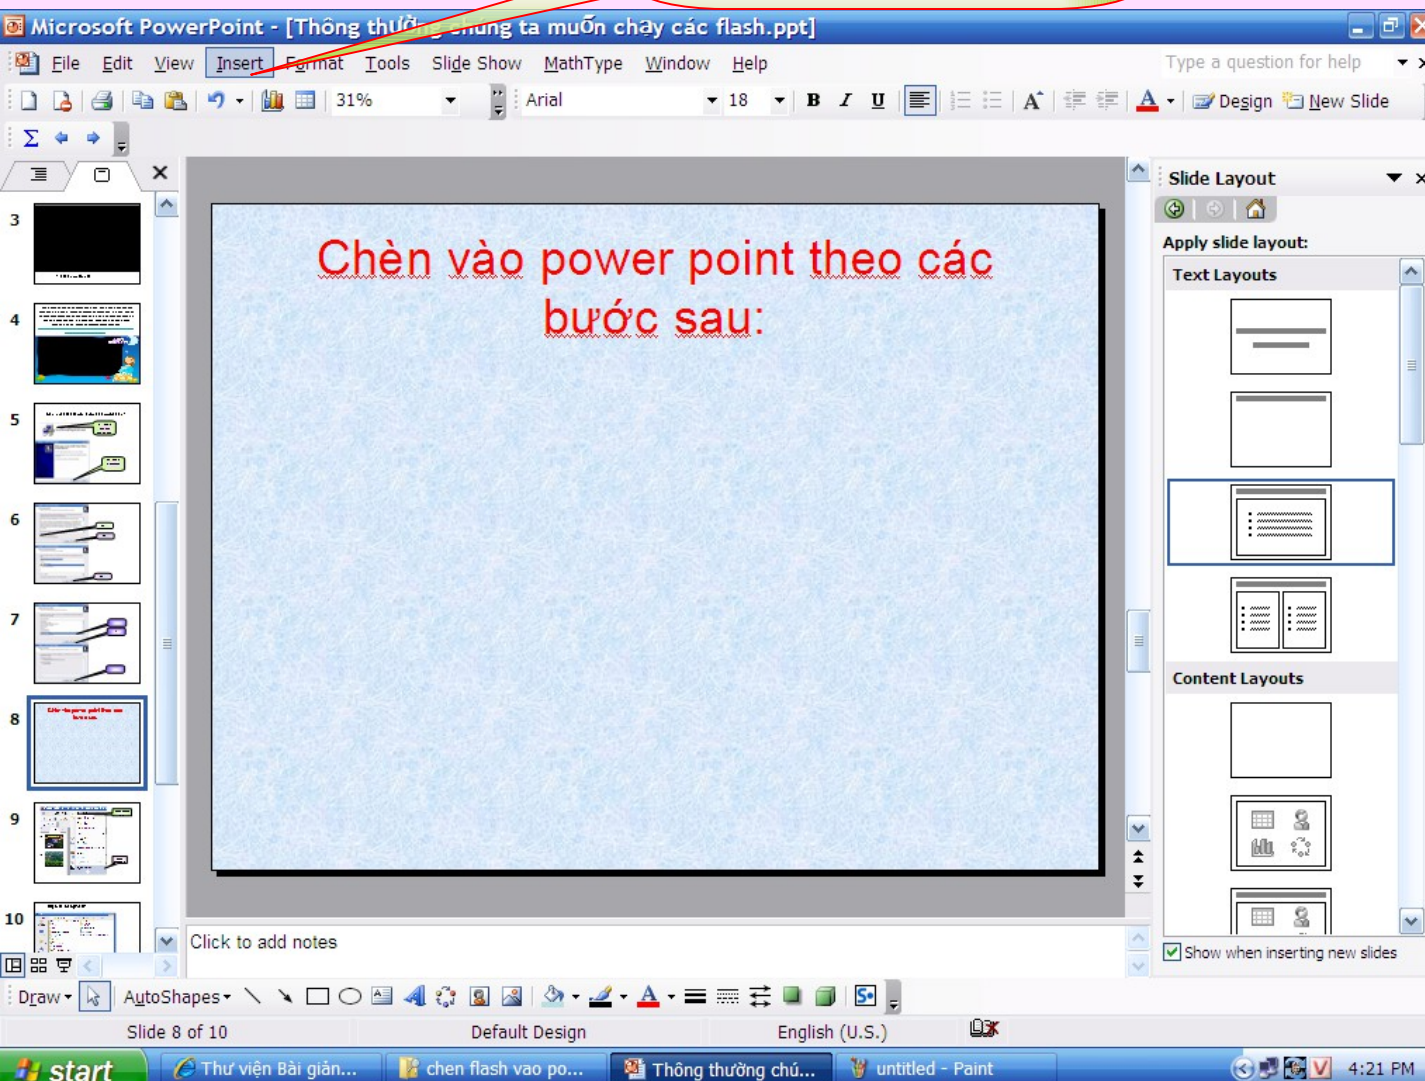 Microsoft PowerPoint - [Thông thường chúng ta muốn chạy các flash.ppt]
File Edit View Insert Format Tools Slide Show MathType Window Help
Type a question for help
31% Arial 18 B I U A A Design New Slide
Σ
Slide Layout
Apply slide layout:
Text Layouts
Content Layouts
Show when inserting new slides
3
4
5
6
7
8
9
10
Chèn vào power point theo các
bước sau:
Click to add notes
Draw AutoShapes A
Slide 8 of 10 Default Design English (U.S.)
start Thư viện Bài giản... chen flash vao po... Thông thường chú... untitled - Paint V 4:21 PM